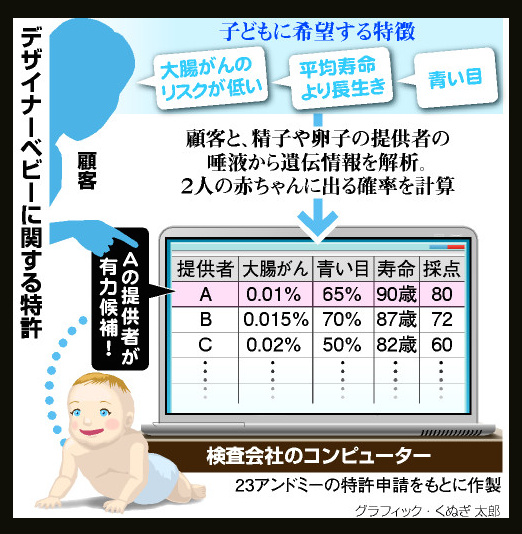 デザイナーベビーに関する特許
子どもに希望する特徴
大腸がんの
リスクが低い
平均寿命
より長生き
青い目
顧客
顧客と、精子や卵子の提供者の
唾液から遺伝情報を解析。
2人の赤ちゃんに出る確率を計算
Aの提供者が
有力候補！
提供者 大腸がん 青い目 寿命 採点
A 0.01% 65% 90歳 80
B 0.015% 70% 87歳 72
C 0.02% 50% 82歳 60
検査会社のコンピューター
23アンドミーの特許申請をもとに作製
グラフィック・くぬぎ太郎